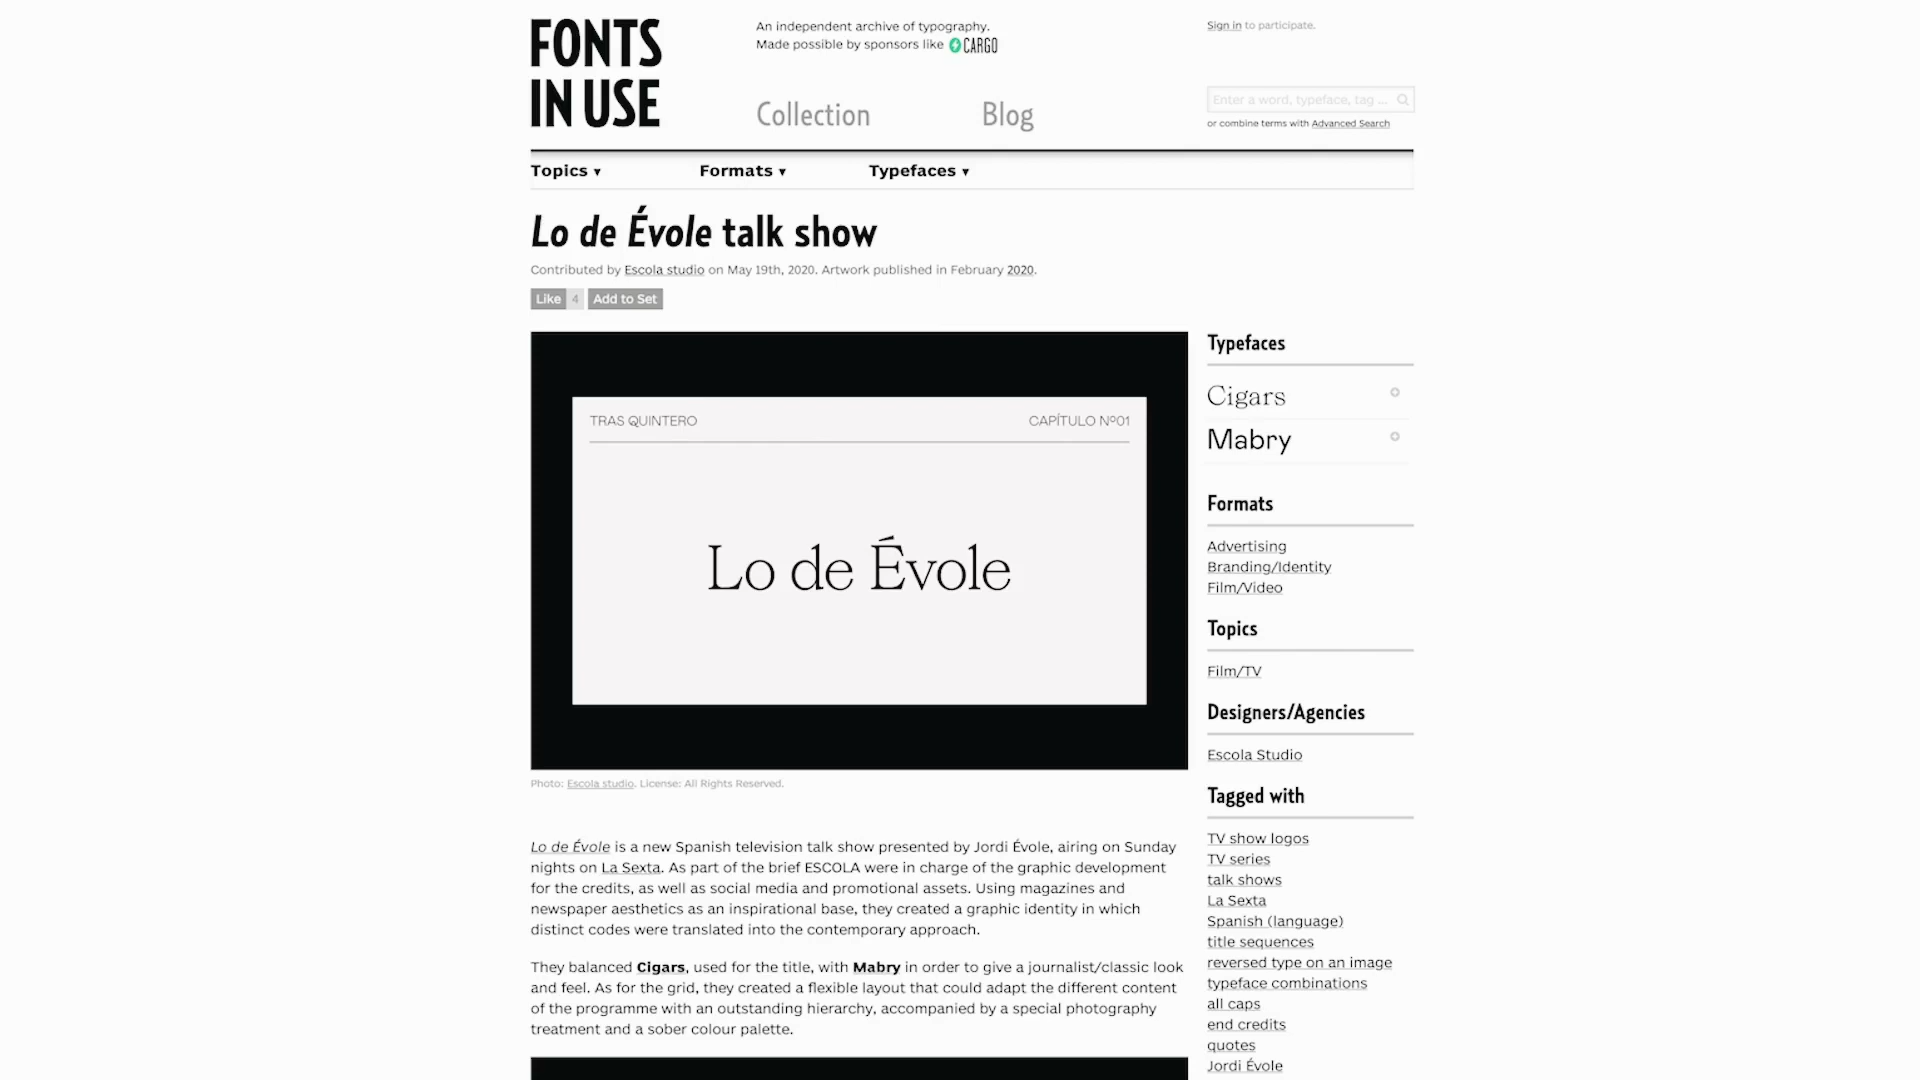 FONTS
IN USE
An independent archive of typography.
Made possible by sponsors like CARGO
Sign in to participate.
Collection
Blog
Enter a word, typeface, tag ...
or combine terms with Advanced Search
Topics ▾
Formats ▾
Typefaces ▾
Lo de Évole talk show
Contributed by Escola studio on May 19th, 2020. Artwork published in February 2020.
Like 4 Add to Set
TRAS QUINTERO
CAPÍTULO Nº01
Lo de Évole
Photo: Escola studio. License: All Rights Reserved.
Lo de Évole is a new Spanish television talk show presented by Jordi Évole, airing on Sunday
nights on La Sexta. As part of the brief ESCOLA were in charge of the graphic development
for the credits, as well as social media and promotional assets. Using magazines and
newspaper aesthetics as an inspirational base, they created a graphic identity in which
distinct codes were translated into the contemporary approach.
They balanced Cigars, used for the title, with Mabry in order to give a journalist/classic look
and feel. As for the grid, they created a flexible layout that could adapt the different content
of the programme with an outstanding hierarchy, accompanied by a special photography
treatment and a sober colour palette.
Typefaces
Cigars
Mabry
Formats
Advertising
Branding/Identity
Film/Video
Topics
Film/TV
Designers/Agencies
Escola Studio
Tagged with
TV show logos
TV series
talk shows
La Sexta
Spanish (language)
title sequences
reversed type on an image
typeface combinations
all caps
end credits
quotes
Jordi Évole